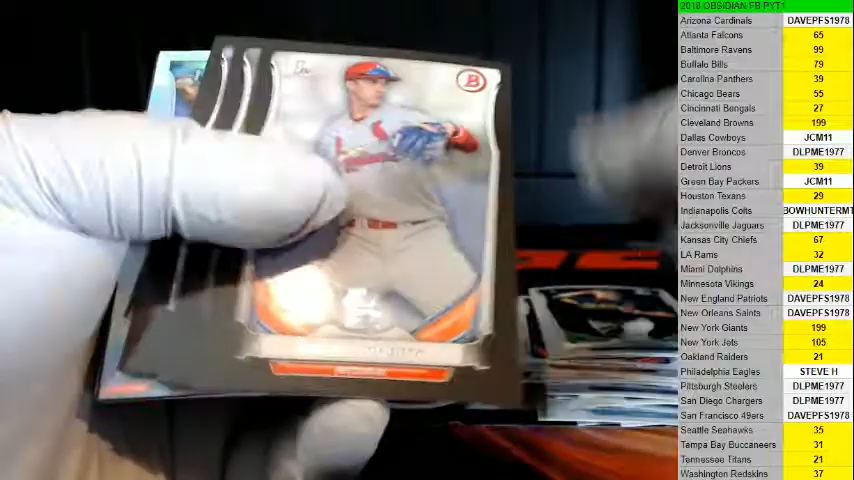 2018 OBSIDIAN FB PYT1
Arizona Cardinals DAVEPFS1978
Atlanta Falcons 65
Baltimore Ravens 99
Buffalo Bills 79
Carolina Panthers 39
Chicago Bears 55
Cincinnati Bengals 27
Cleveland Browns 199
Dallas Cowboys JCM11
Denver Broncos DLPME1977
Detroit Lions 39
Green Bay Packers JCM11
Houston Texans 29
Indianapolis Colts BOWHUNTERMT
Jacksonville Jaguars DLPME1977
Kansas City Chiefs 67
LA Rams 32
Miami Dolphins DLPME1977
Minnesota Vikings 24
New England Patriots DAVEPFS1978
New Orleans Saints DAVEPFS1978
New York Giants 199
New York Jets 105
Oakland Raiders 21
Philadelphia Eagles STEVE H
Pittsburgh Steelers DLPME1977
San Diego Chargers DLPME1977
San Francisco 49ers DAVEPFS1978
Seattle Seahawks 35
Tampa Bay Buccaneers 31
Tennessee Titans 21
Washington Redskins 37
B